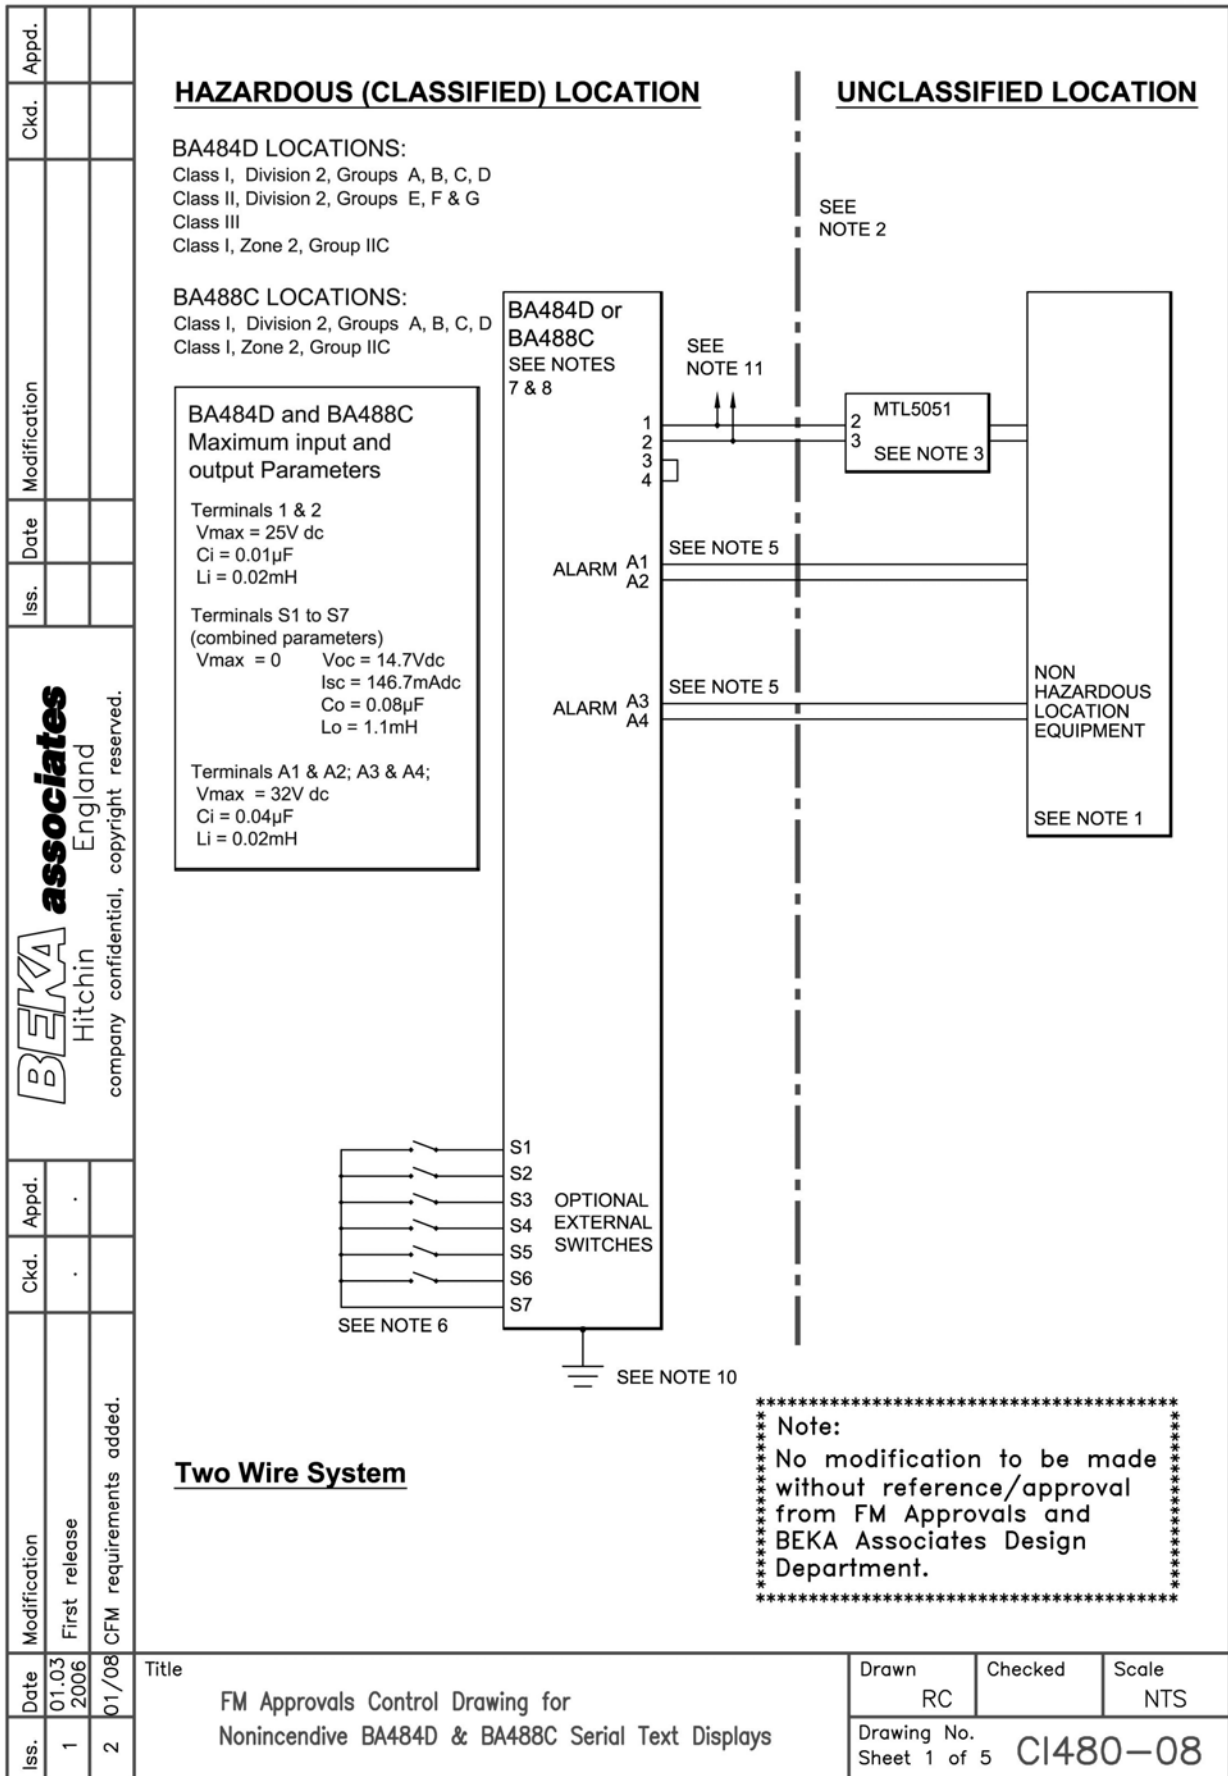 HAZARDOUS (CLASSIFIED) LOCATION
UNCLASSIFIED LOCATION
BA484D LOCATIONS:
Class I, Division 2, Groups A, B, C, D
Class II, Division 2, Groups E, F & G
Class III
Class I, Zone 2, Group IIC
SEE
NOTE 2
BA488C LOCATIONS:
Class I, Division 2, Groups A, B, C, D
Class I, Zone 2, Group IIC
BA484D or
BA488C
SEE NOTES
7 & 8
SEE
NOTE 11
1
2
3
4
2
3
MTL5051
SEE NOTE 3
BA484D and BA488C
Maximum input and
output Parameters
Terminals 1 & 2
Vmax = 25V dc
Ci = 0.01µF
Li = 0.02mH
Terminals S1 to S7
(combined parameters)
Vmax = 0 Voc = 14.7Vdc
Isc = 146.7mAdc
Co = 0.08µF
Lo = 1.1mH
Terminals A1 & A2; A3 & A4;
Vmax = 32V dc
Ci = 0.04µF
Li = 0.02mH
ALARM A1
A2
SEE NOTE 5
ALARM A3
A4
SEE NOTE 5
NON
HAZARDOUS
LOCATION
EQUIPMENT
SEE NOTE 1
S1
S2
S3
S4
S5
S6
S7
OPTIONAL
EXTERNAL
SWITCHES
SEE NOTE 6
SEE NOTE 10
Two Wire System
Note:
No modification to be made
without reference/approval
from FM Approvals and
BEKA Associates Design
Department.
Title
FM Approvals Control Drawing for
Nonincendive BA484D & BA488C Serial Text Displays
Drawn
RC
Checked
Scale
NTS
Drawing No.
Sheet 1 of 5 CI480-08
Iss. Date Modification Ckd. Appd.
1 01.03 2006 First release . .
2 01/08 CFM requirements added.
BEKA associates
Hitchin England
company confidential, copyright reserved.
Iss. Date Modification Ckd. Appd.